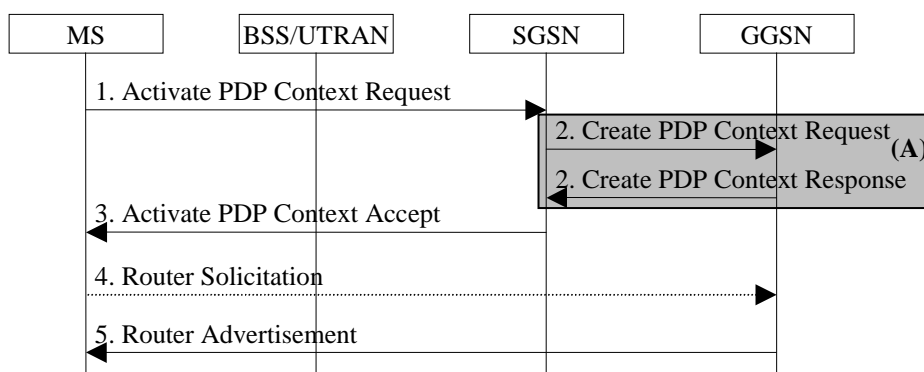 MS BSS/UTRAN SGSN GGSN
1. Activate PDP Context Request
2. Create PDP Context Request
(A)
2. Create PDP Context Response
3. Activate PDP Context Accept
4. Router Solicitation
5. Router Advertisement